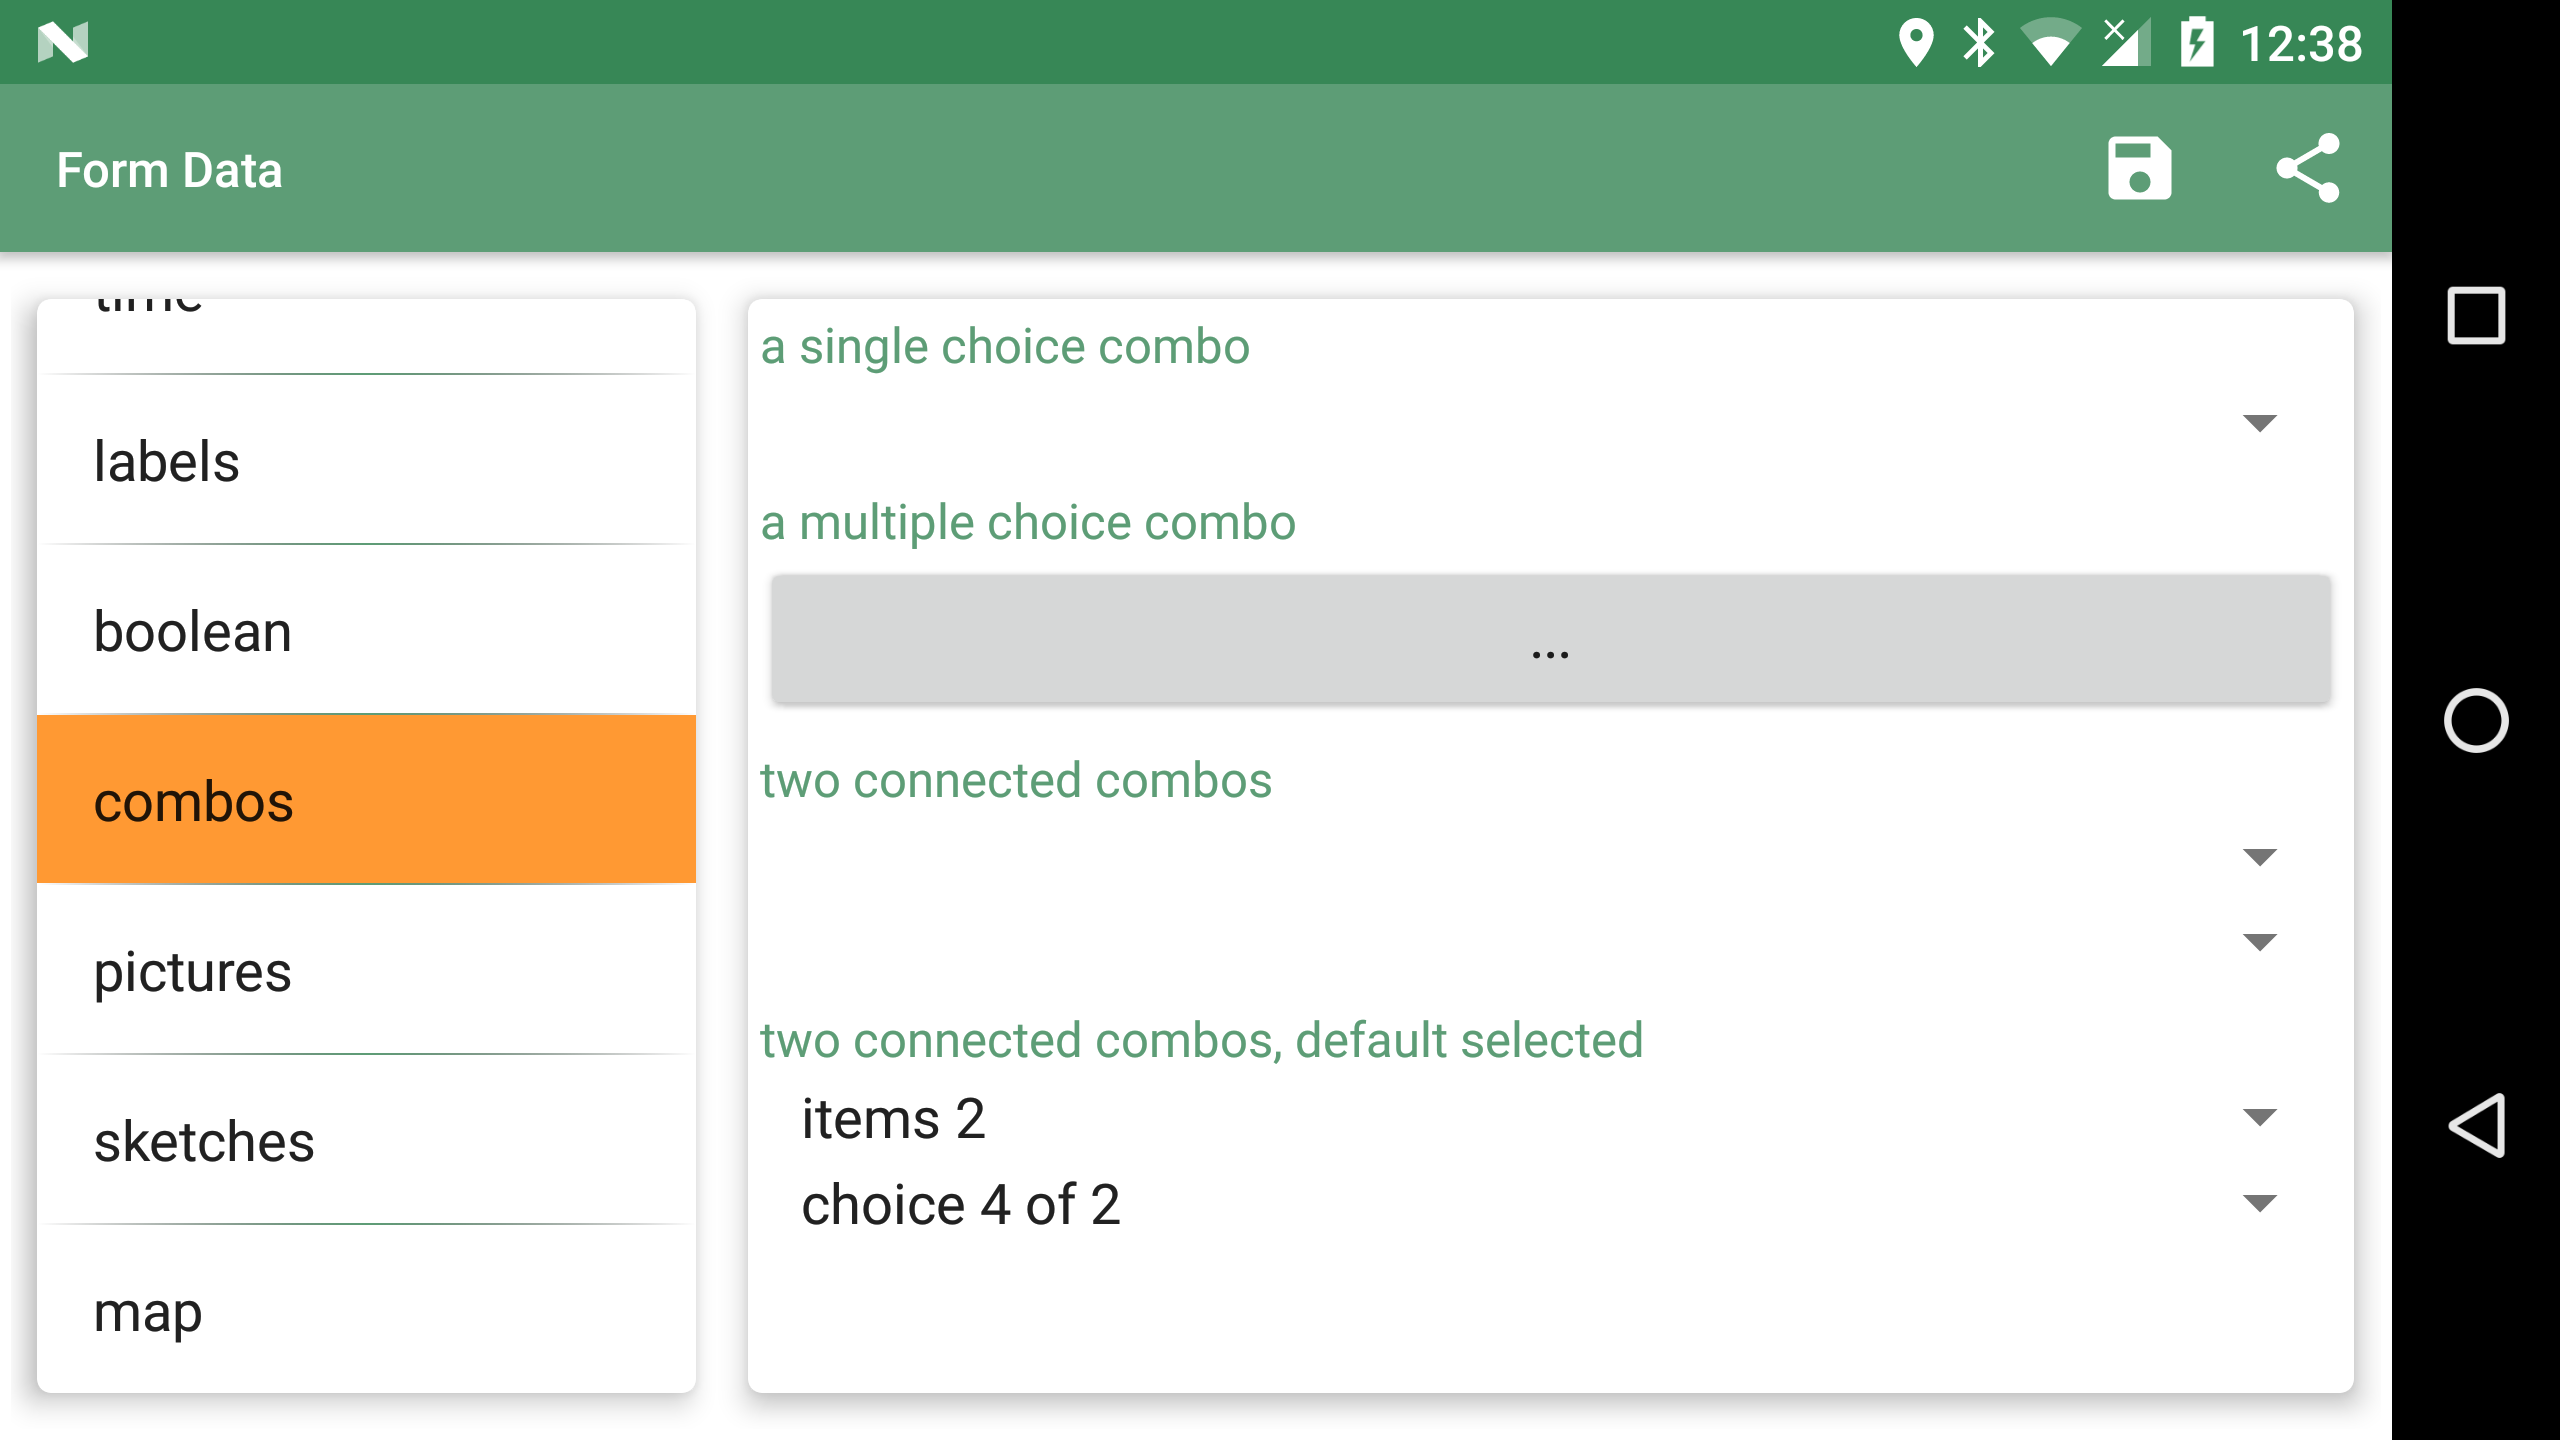 12:38
Form Data
time
labels
boolean
combos
pictures
sketches
map
a single choice combo
a multiple choice combo
...
two connected combos
two connected combos, default selected
items 2
choice 4 of 2